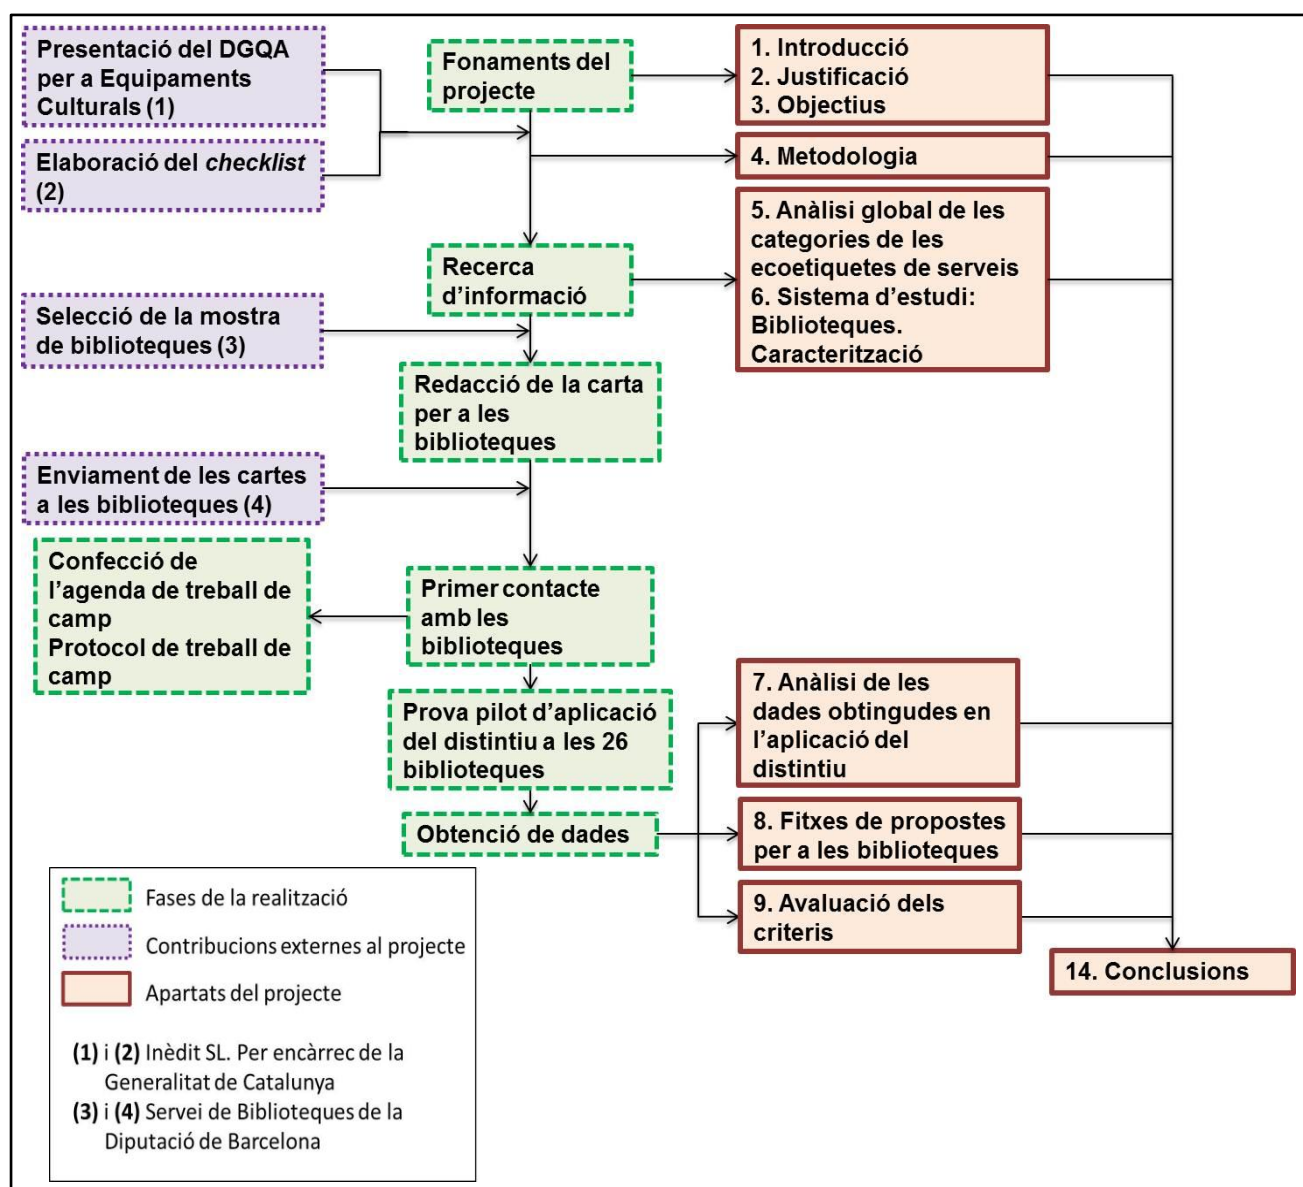 Presentació del DGQA
per a Equipaments
Culturals (1)
Elaboració del checklist
(2)
Selecció de la mostra
de biblioteques (3)
Enviament de les cartes
a les biblioteques (4)
Confecció de
l’agenda de treball de
camp
Protocol de treball de
camp
Fonaments del
projecte
Recerca
d’informació
Redacció de la carta
per a les
biblioteques
Primer contacte
amb les
biblioteques
Prova pilot d’aplicació
del distintiu a les 26
biblioteques
Obtenció de dades
1. Introducció
2. Justificació
3. Objectius
4. Metodologia
5. Anàlisi global de les
categories de les
ecoetiquetes de serveis
6. Sistema d’estudi:
Biblioteques.
Caracterització
7. Anàlisi de les
dades obtingudes en
l’aplicació del
distintiu
8. Fitxes de propostes
per a les biblioteques
9. Avaluació dels
criteris
14. Conclusions
Fases de la realització
Contribucions externes al projecte
Apartats del projecte
(1) i (2) Inèdit SL. Per encàrrec de la
Generalitat de Catalunya
(3) i (4) Servei de Biblioteques de la
Diputació de Barcelona